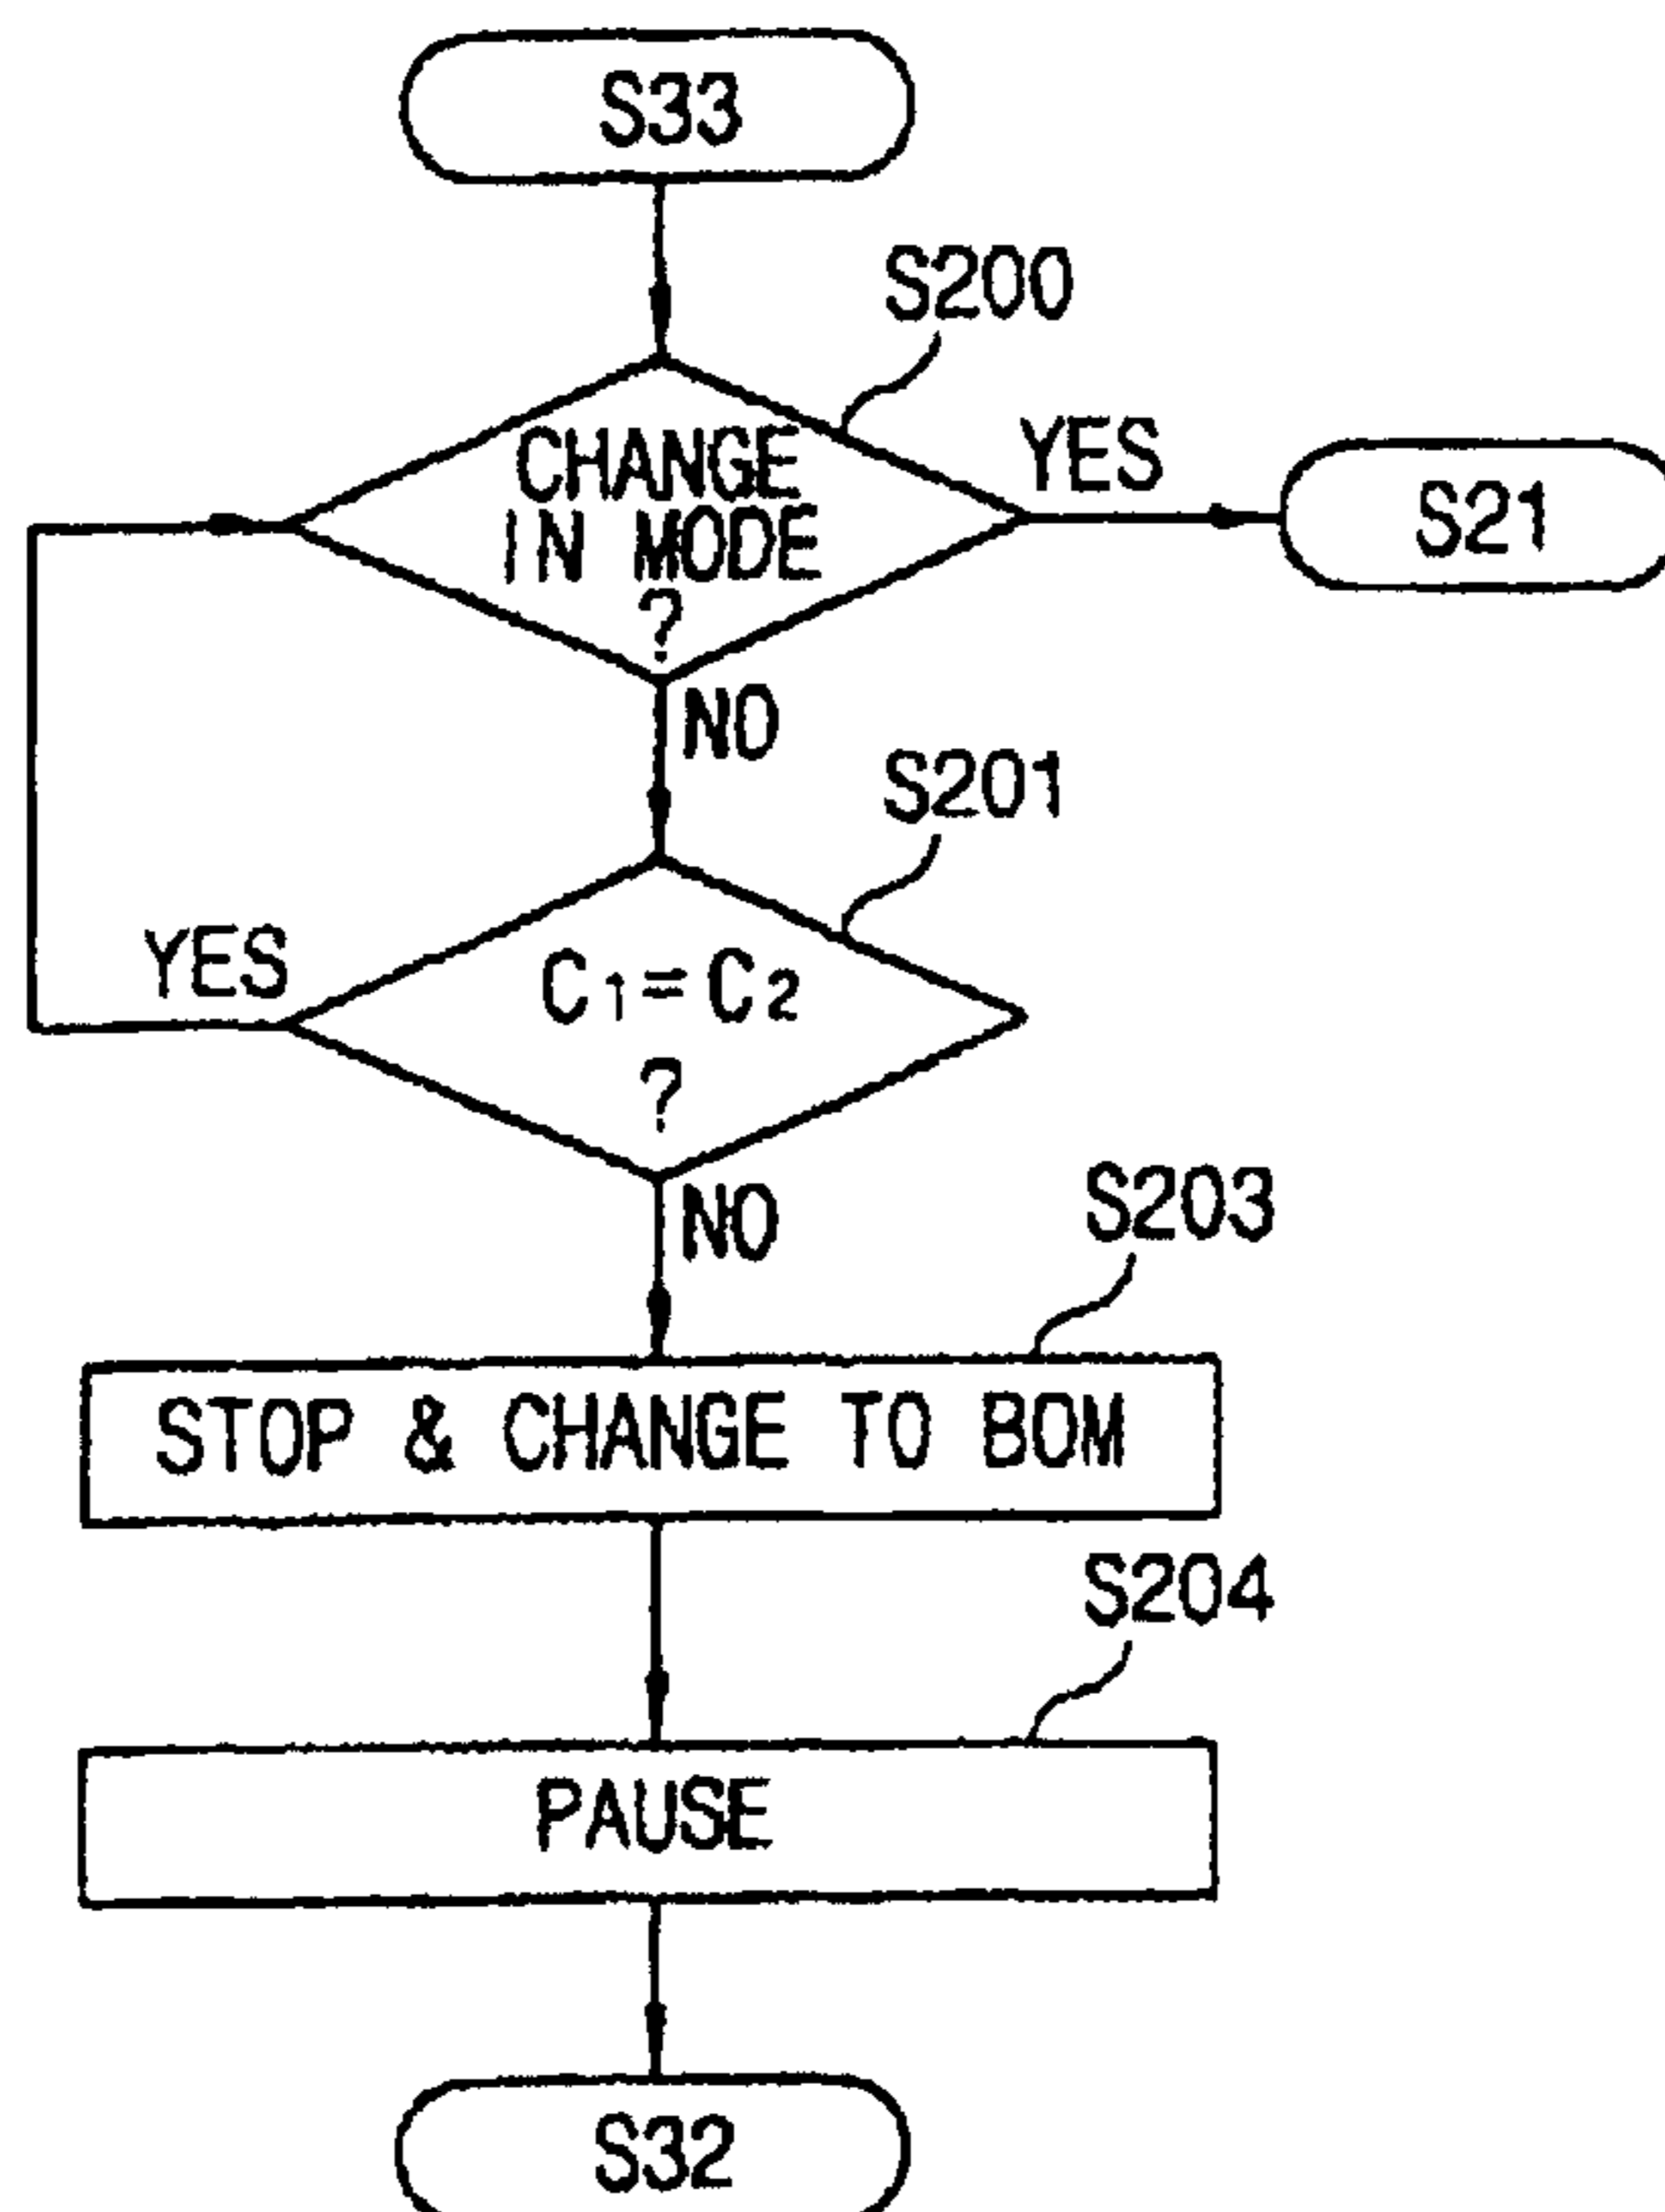 S33
S200
CHANGE
IN MODE
?
YES
S21
NO
S201
YES
C₁=C₂
?
NO
S203
STOP & CHANGE TO BOM
S204
PAUSE
S32